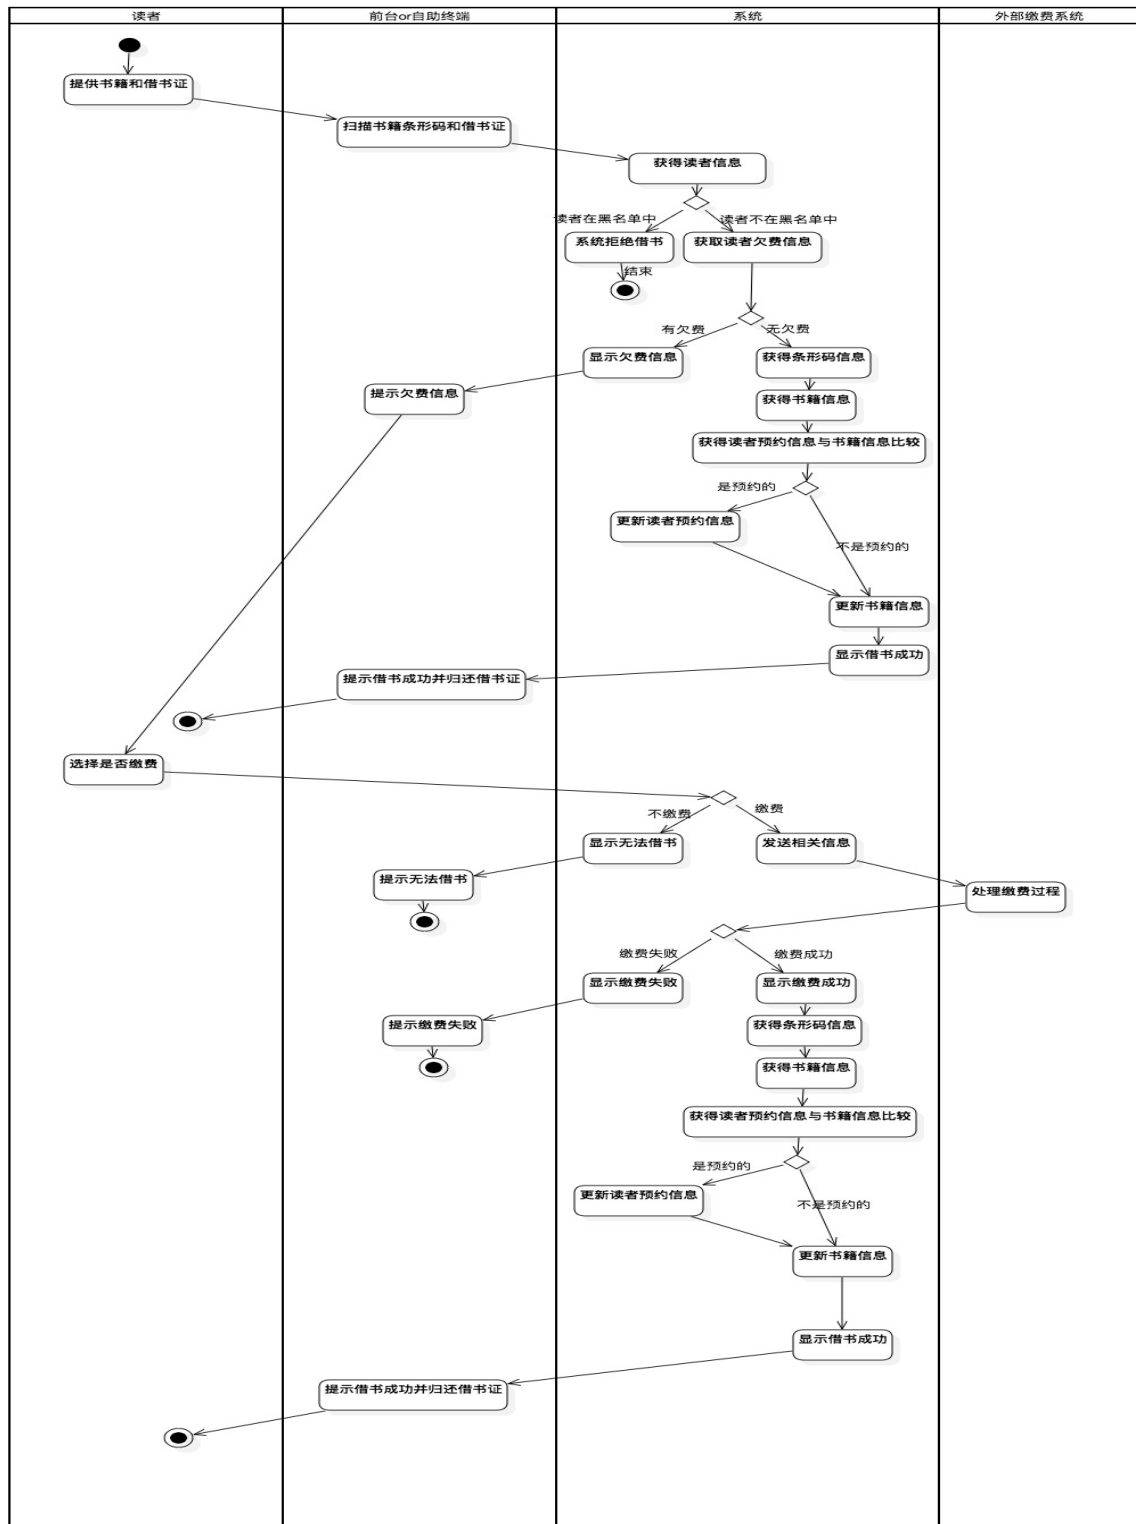 读者
前台or自助终端
系统
外部缴费系统
提供书籍和借书证
扫描书籍条形码和借书证
获得读者信息
读者在黑名单中
读者不在黑名单中
系统拒绝借书
获取读者欠费信息
结束
有欠费
无欠费
显示欠费信息
获得条形码信息
提示欠费信息
获得书籍信息
获得读者预约信息与书籍信息比较
是预约的
更新读者预约信息
不是预约的
更新书籍信息
显示借书成功
提示借书成功并归还借书证
选择是否缴费
不缴费
缴费
显示无法借书
发送相关信息
提示无法借书
处理缴费过程
缴费失败
缴费成功
显示缴费失败
显示缴费成功
提示缴费失败
获得条形码信息
获得书籍信息
获得读者预约信息与书籍信息比较
是预约的
更新读者预约信息
不是预约的
更新书籍信息
显示借书成功
提示借书成功并归还借书证